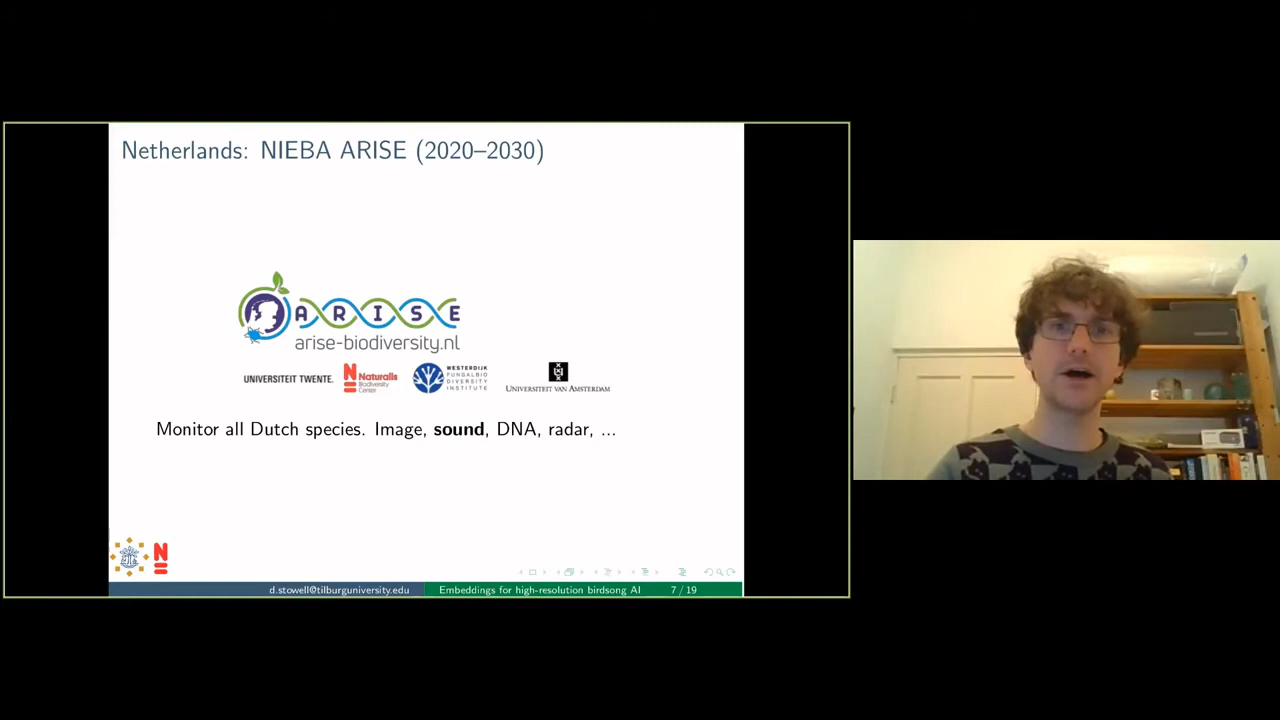 Netherlands: NIEBA ARISE (2020–2030)
ARISE
arise-biodiversity.nl
UNIVERSITEIT TWENTE.
Naturalis
Biodiversity
Center
WESTERDIJK
FUNGALBIO
DIVERSITY
INSTITUTE
UNIVERSITEIT VAN AMSTERDAM
Monitor all Dutch species. Image, sound, DNA, radar, ...
d.stowell@tilburguniversity.edu Embeddings for high-resolution birdsong AI 7 / 19